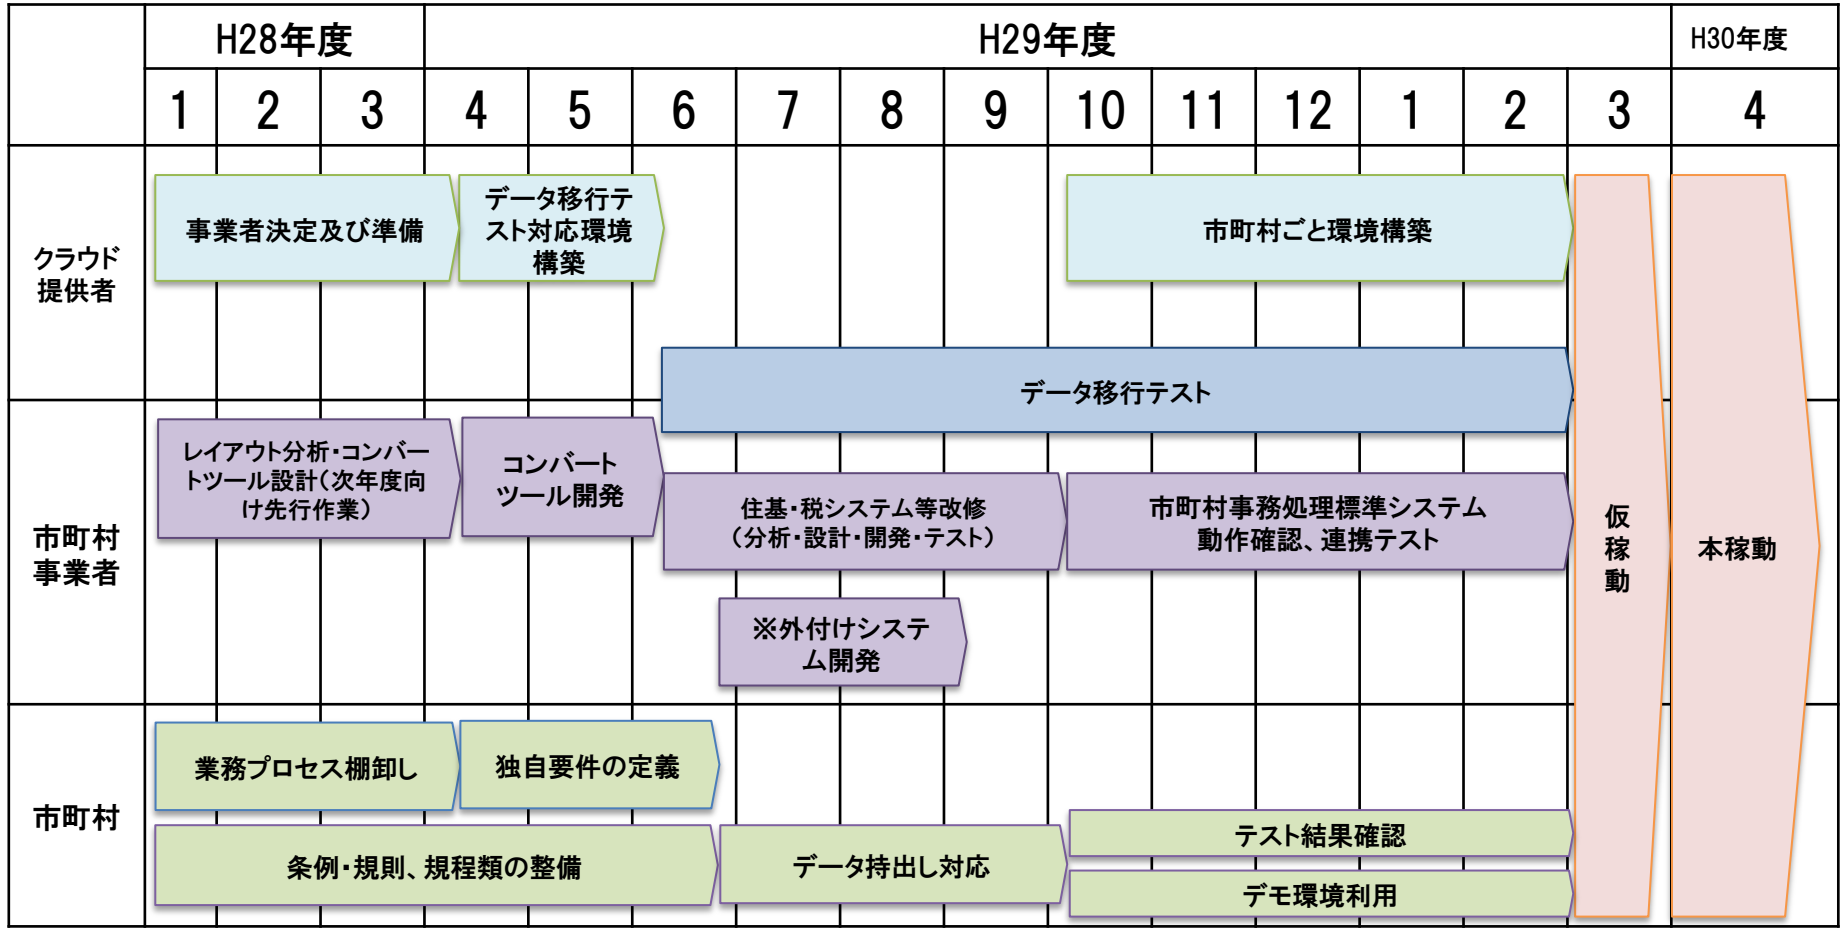 H28年度
H29年度
H30年度
1
2
3
4
5
6
7
8
9
10
11
12
1
2
3
4
クラウド
提供者
事業者決定及び準備
データ移行テ
スト対応環境
構築
市町村ごと環境構築
データ移行テスト
市町村
事業者
レイアウト分析・コンバー
トツール設計(次年度向
け先行作業)
コンバート
ツール開発
住基・税システム等改修
(分析・設計・開発・テスト)
市町村事務処理標準システム
動作確認、連携テスト
※外付けシステ
ム開発
仮
稼
動
本稼動
市町村
業務プロセス棚卸し
独自要件の定義
条例・規則、規程類の整備
データ持出し対応
テスト結果確認
デモ環境利用